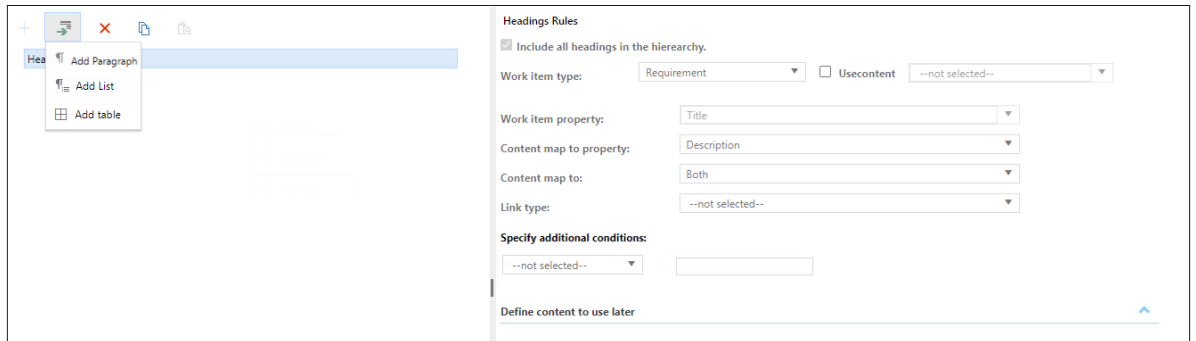 Hea
Add Paragraph
Add List
Add table
Headings Rules
Include all headings in the hierearchy.
Work item type: Requirement Usecontent --not selected--
Work item property: Title
Content map to property: Description
Content map to: Both
Link type: --not selected--
Specify additional conditions:
--not selected--
Define content to use later